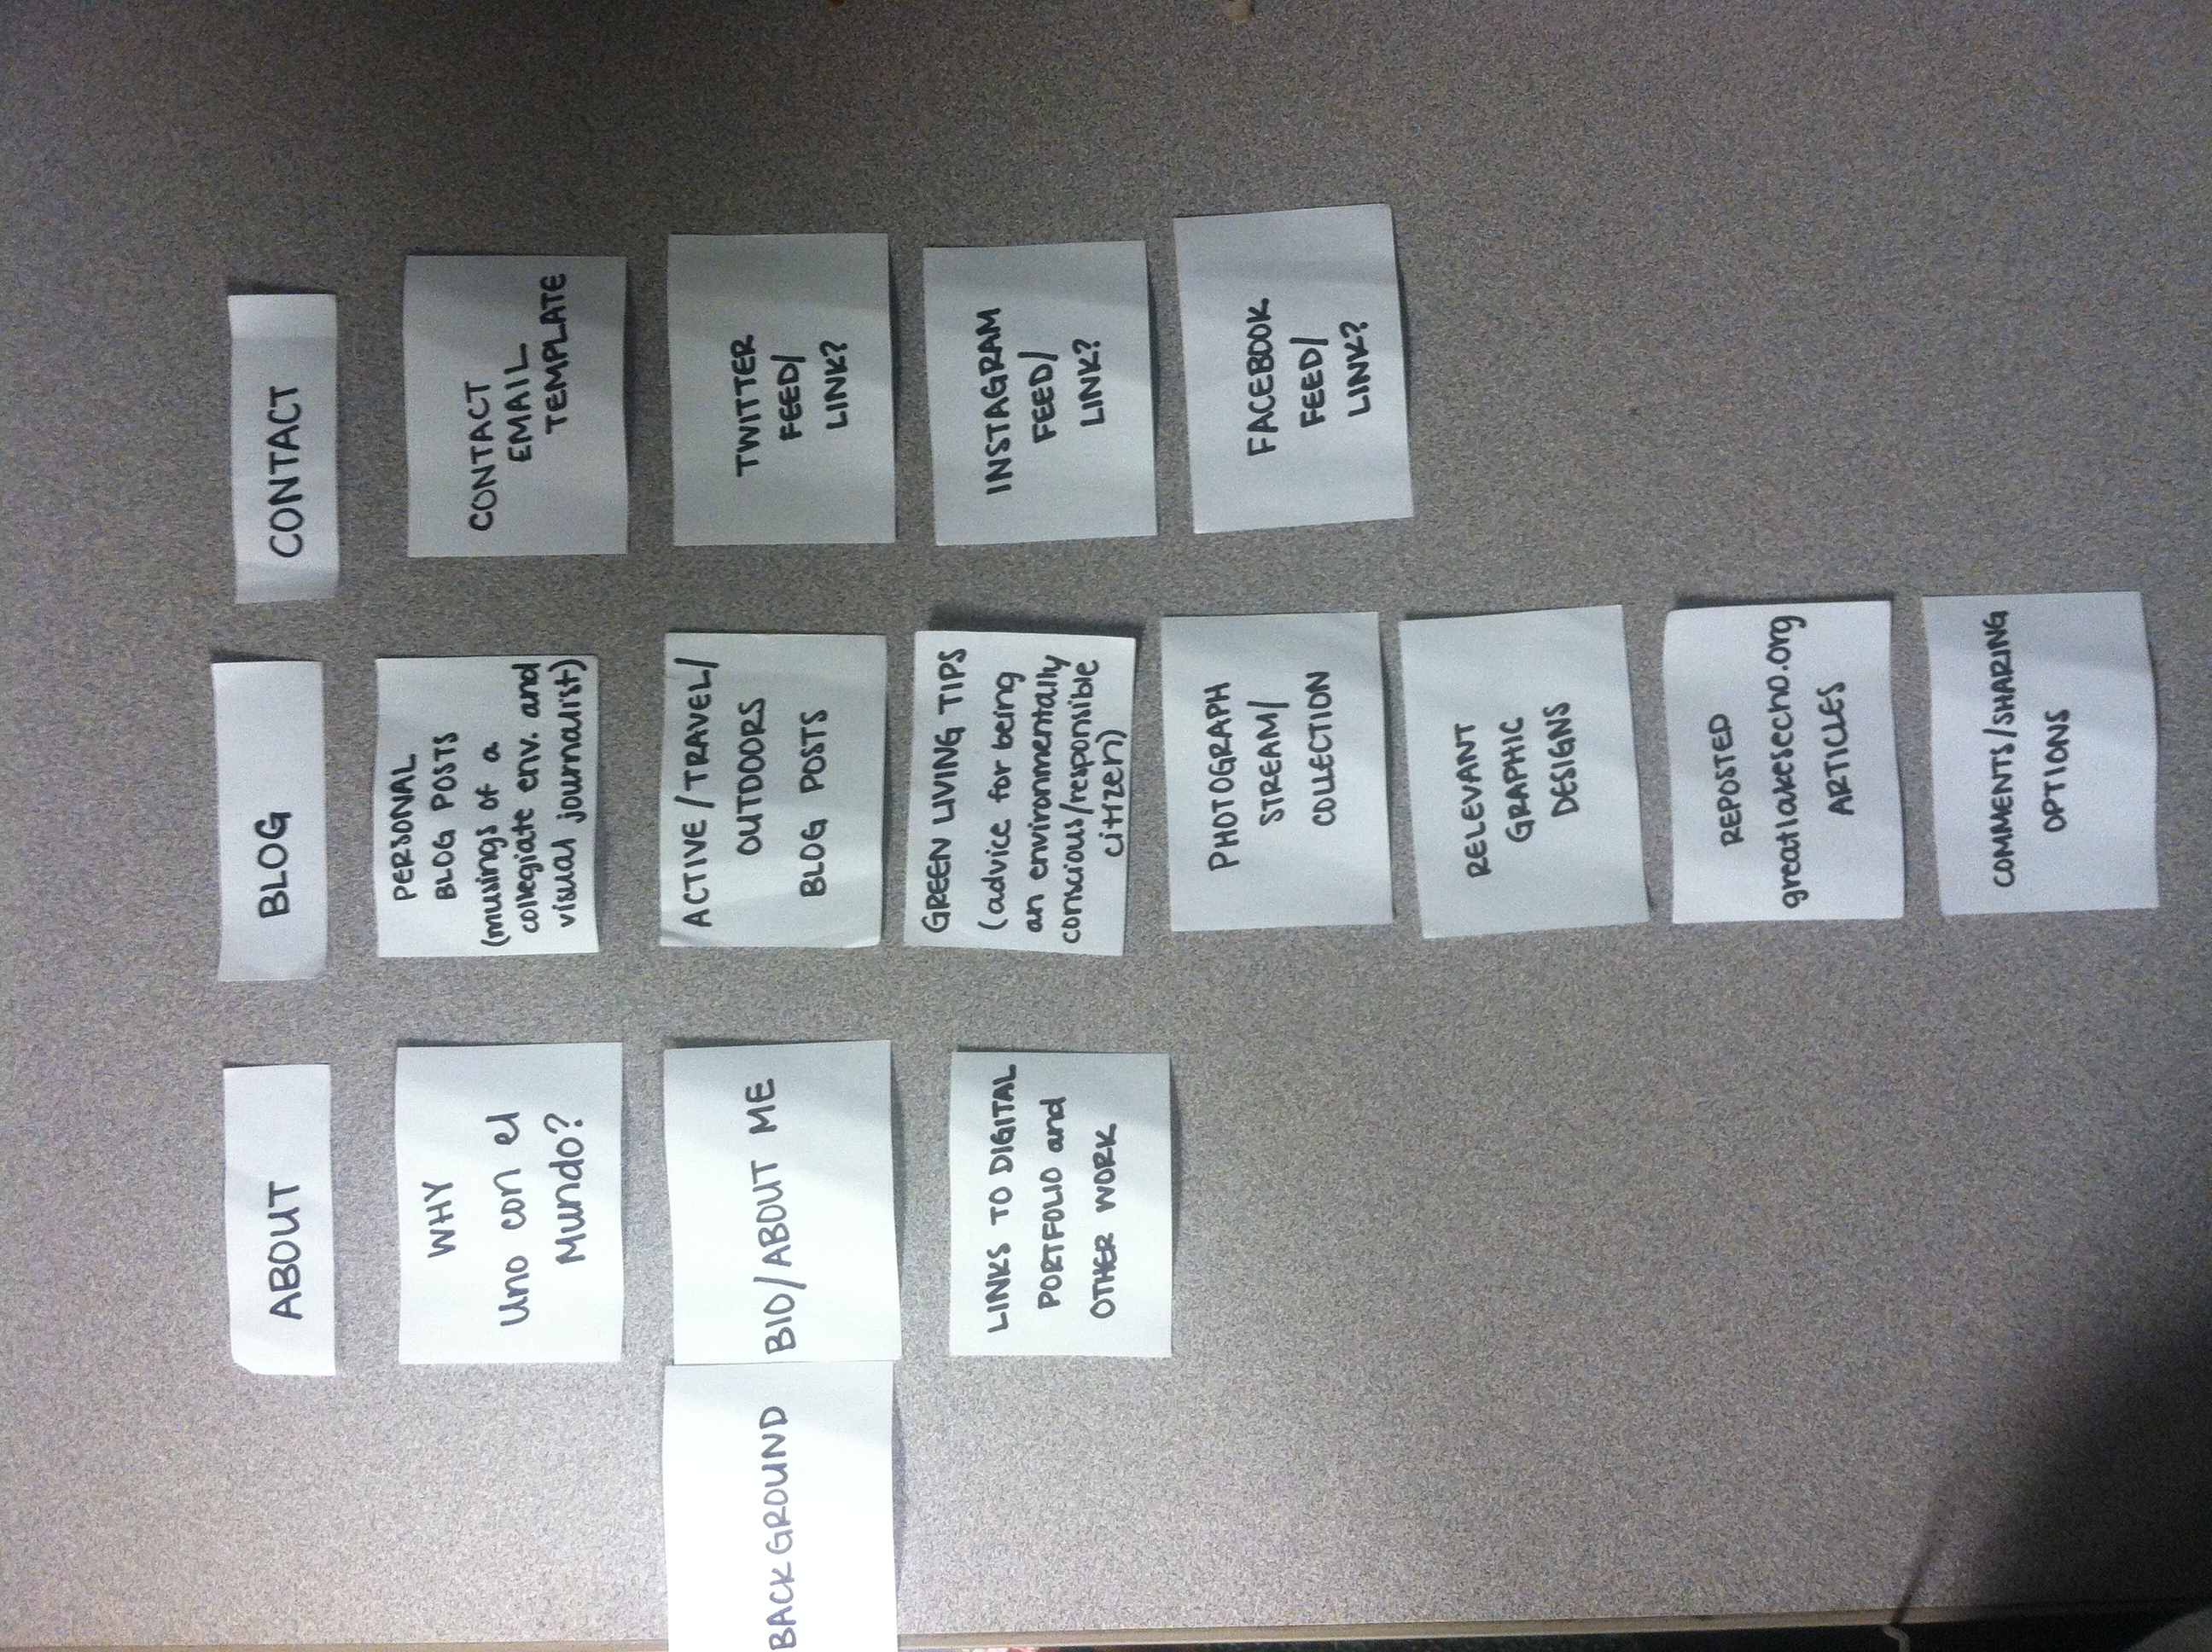 ABOUT
WHY
Uno con el
Mundo?
BACKGROUND
BIO/ABOUT ME
LINKS TO DIGITAL
PORTFOLIO and
OTHER WORK
BLOG
PERSONAL
BLOG POSTS
(musings of a
collegiate env. and
visual journalist)
ACTIVE/TRAVEL/
OUTDOORS
BLOG POSTS
GREEN LIVING TIPS
(advice for being
an environmentally
conscious/responsible
citizen)
PHOTOGRAPH
STREAM/
COLLECTION
RELEVANT
GRAPHIC
DESIGNS
REPOSTED
greatlakesecho.org
ARTICLES
COMMENTS/SHARING
OPTIONS
CONTACT
CONTACT
EMAIL
TEMPLATE
TWITTER
FEED/
LINK?
INSTAGRAM
FEED/
LINK?
FACEBOOK
FEED/
LINK?